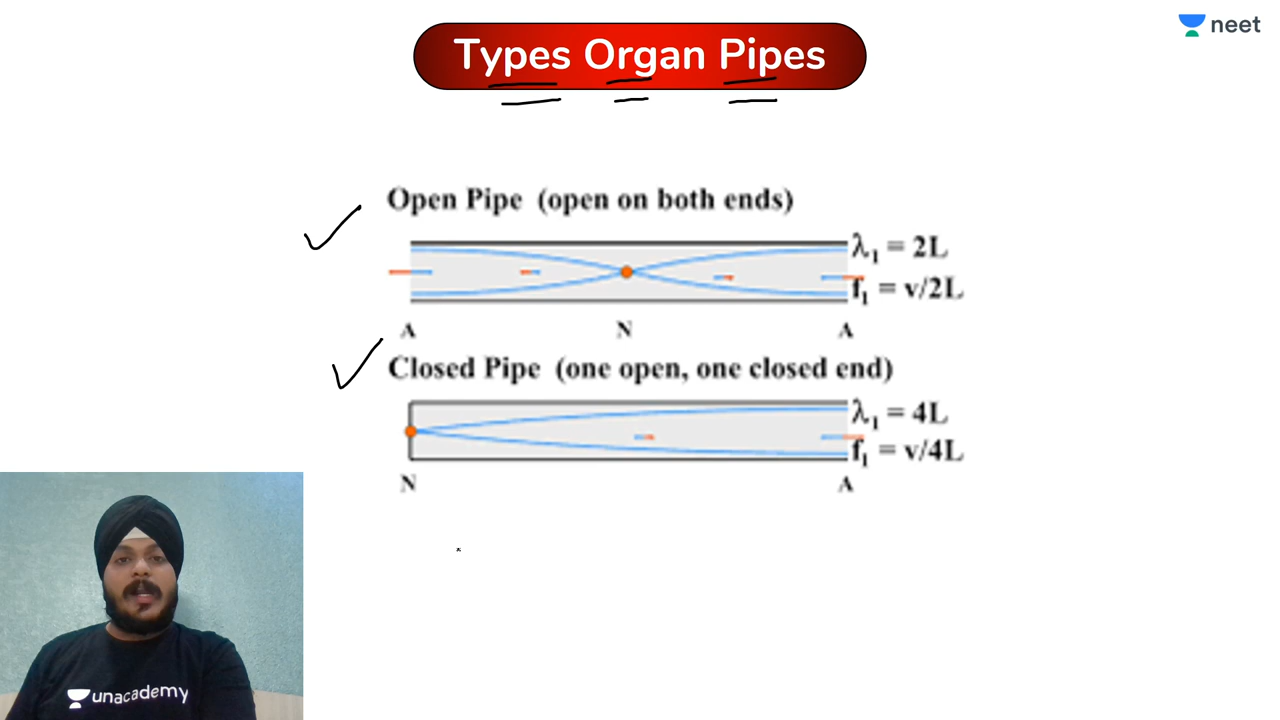 neet
Types Organ Pipes
Open Pipe (open on both ends)
λ₁ = 2L
f₁ = v/2L
A N A
Closed Pipe (one open, one closed end)
λ₁ = 4L
f₁ = v/4L
N A
unacademy